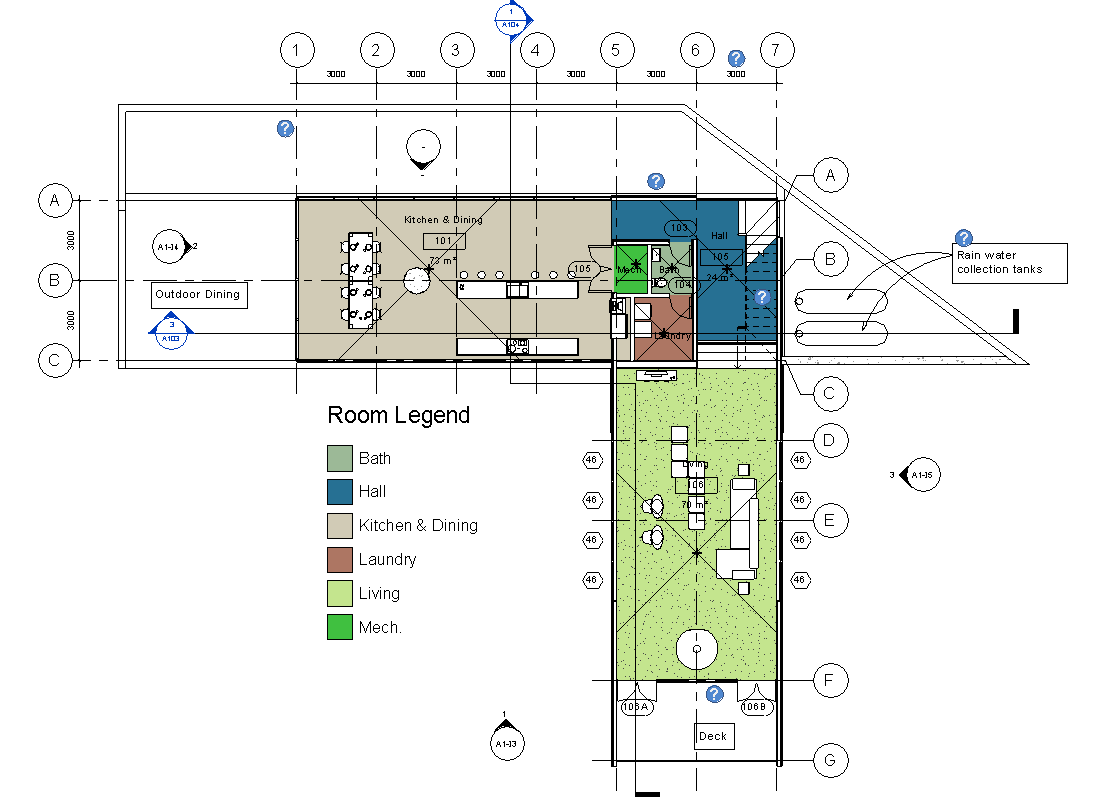 1
A104
1
2
3
4
5
6
7
?
3000
3000
3000
3000
3000
3000
?
-
-
A
A
?
Kitchen & Dining
101
73 m²
103
Hall
105
24 m²
3000
A1-14
2
?
Rain water
collection tanks
B
B
105
Mech.
Bath
104
Outdoor Dining
?
3000
3
A103
Laundry
C
C
Room Legend
Bath
Hall
Kitchen & Dining
Laundry
Living
Mech.
D
46
46
Living
106
70 m²
3
A1-15
46
46
E
46
46
46
46
F
?
106A
106B
1
A1-13
Deck
G